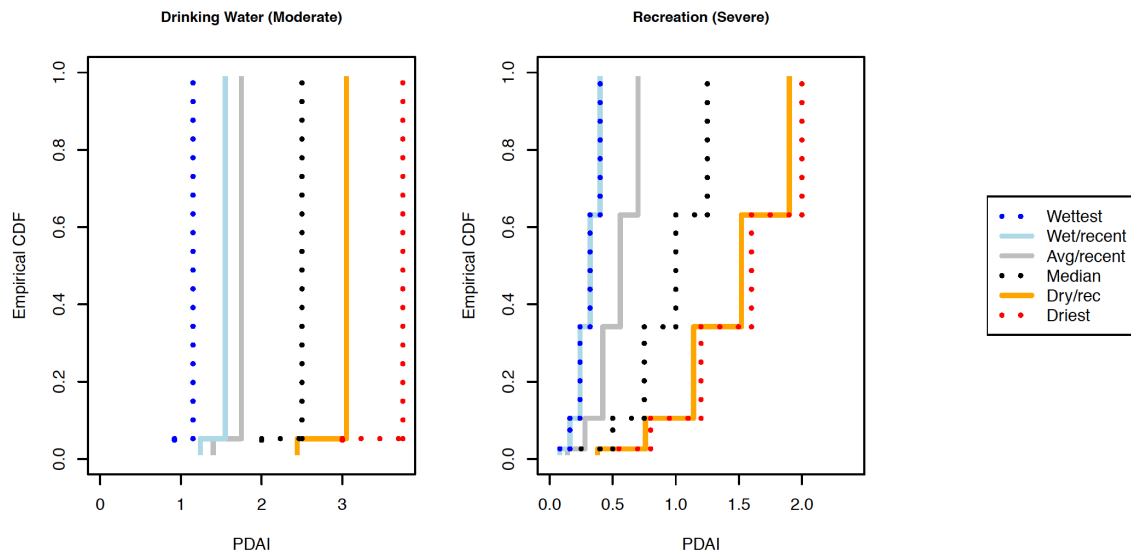 Drinking Water (Moderate)
Empirical CDF
1.0
0.8
0.6
0.4
0.2
0.0
0
1
2
3
PDAI
Recreation (Severe)
Empirical CDF
1.0
0.8
0.6
0.4
0.2
0.0
0.0
0.5
1.0
1.5
2.0
PDAI
Wettest
Wet/recent
Avg/recent
Median
Dry/rec
Driest